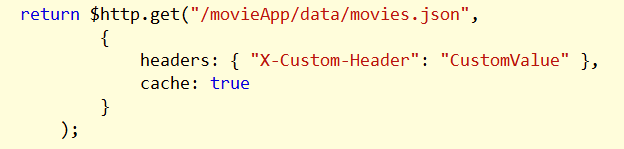 return $http.get("/movieApp/data/movies.json",
{
headers: { "X-Custom-Header": "CustomValue" },
cache: true
}
);